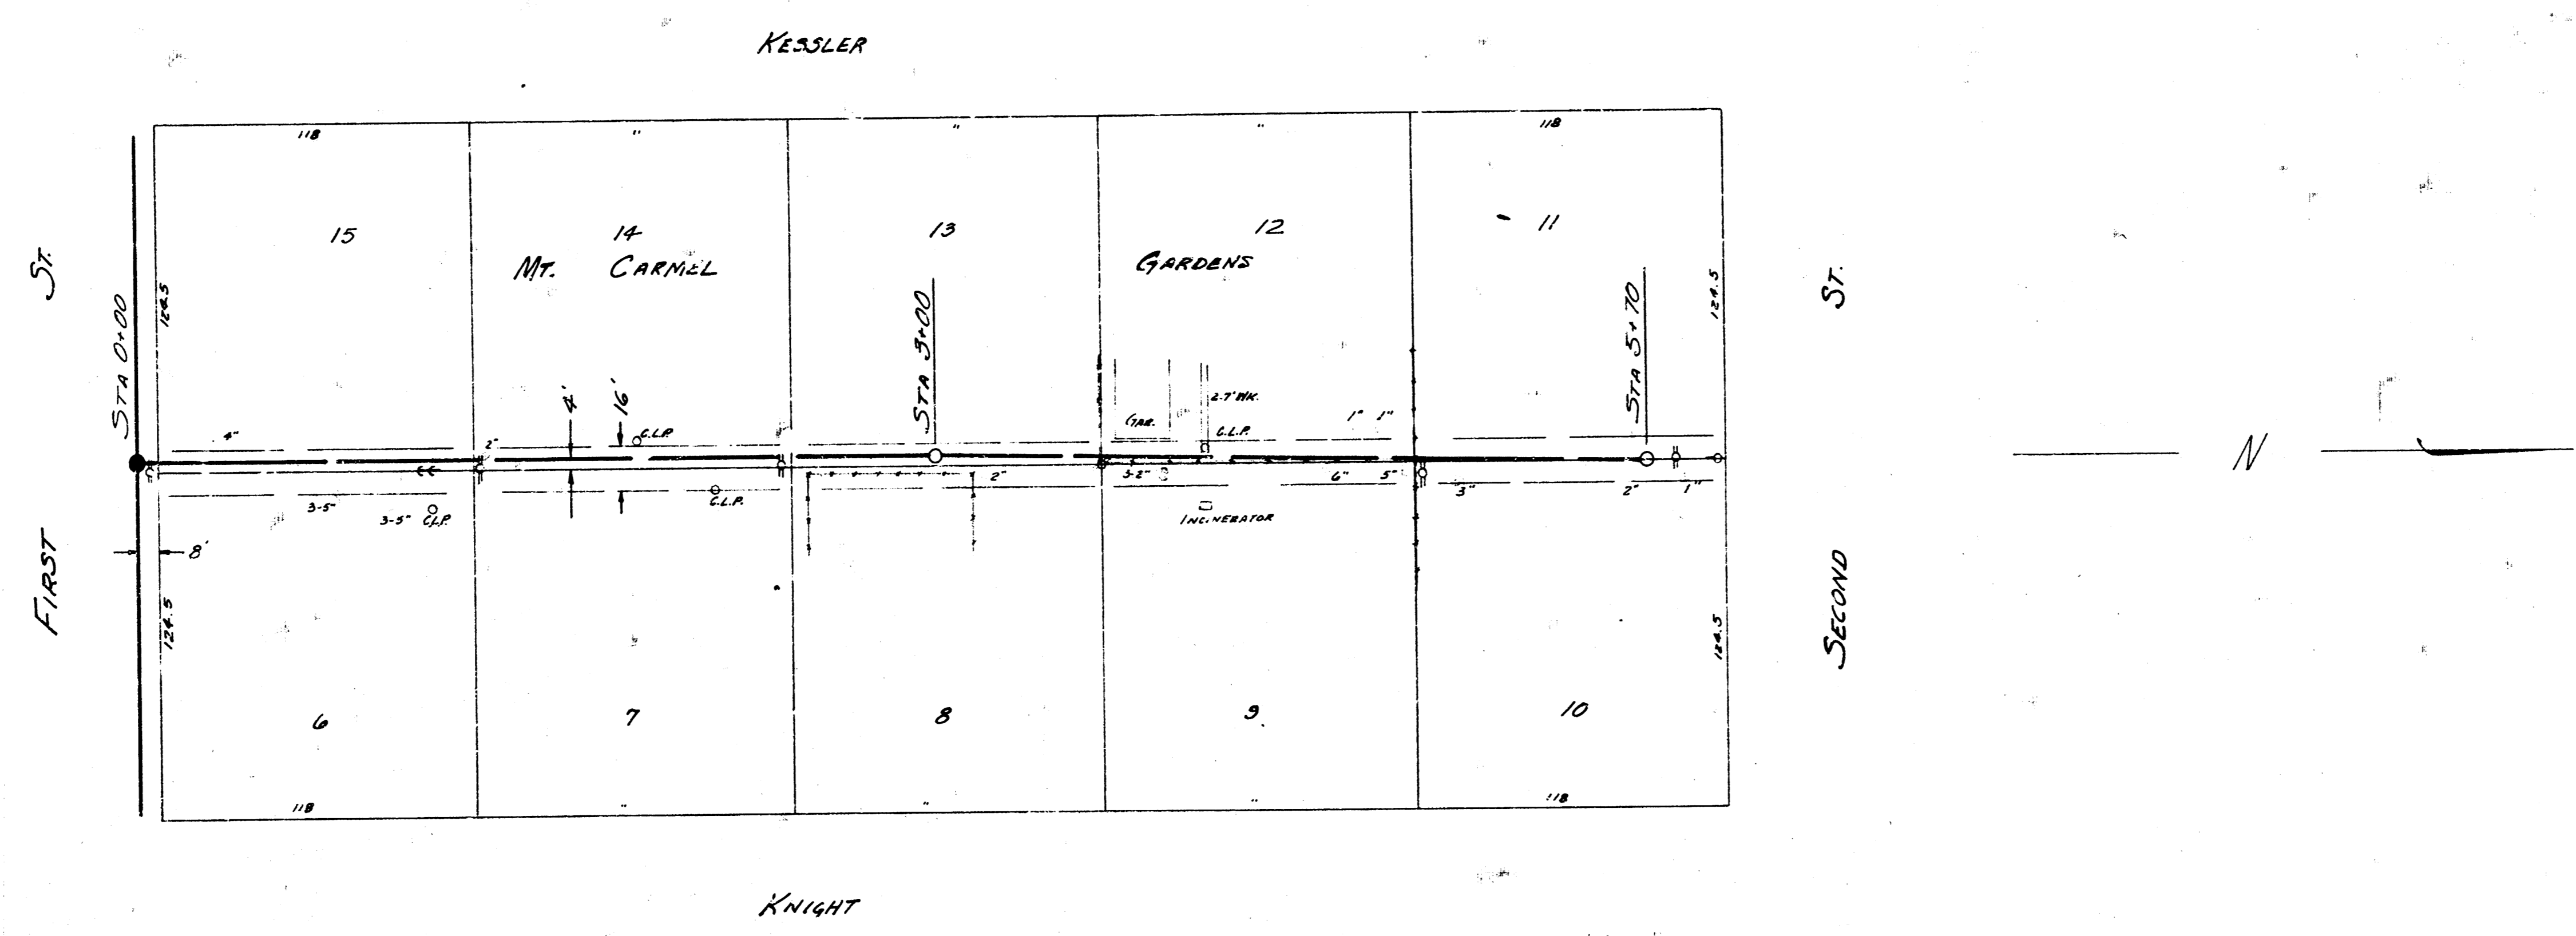 KESSLER
118 " " " 118
15 14 13 12 11
MT. CARMEL GARDENS
FIRST ST.
STA 0+00
124.5
STA 3+00
STA 5+70
124.5
SECOND ST.
N
4' 16'
2.7' WK.
GAR.
1" 1"
4" 2" C.L.P. C.L.P.
2" 3-2" 6" 5" 3" 2" 1"
3-5" 3-5" C.L.P. C.L.P.
INCINERATOR
8'
124.5
124.5
6 7 8 9 10
118 " " " 118
KNIGHT